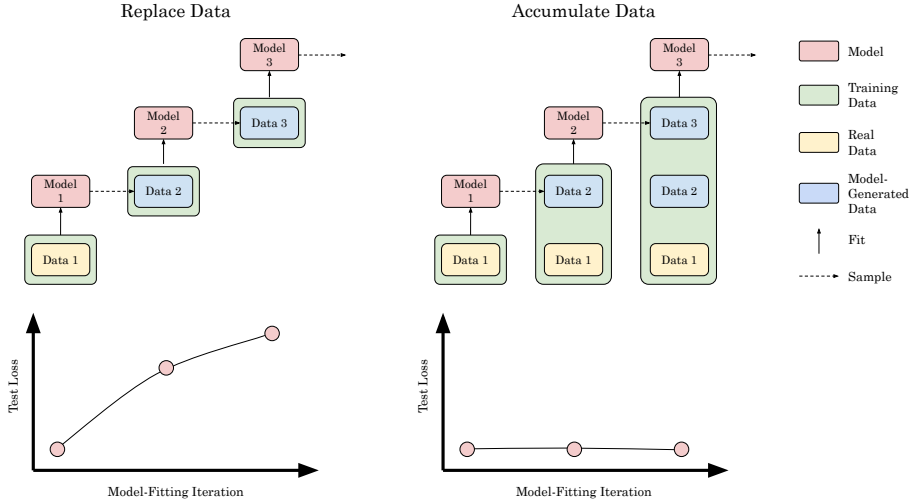 Replace Data
Model
3
Model
2
Data 3
Model
1
Data 2
Data 1
Test Loss
Model-Fitting Iteration
Accumulate Data
Model
3
Model
2
Data 3
Model
1
Data 2
Data 2
Data 1
Data 1
Data 1
Test Loss
Model-Fitting Iteration
Model
Training
Data
Real
Data
Model-
Generated
Data
Fit
Sample